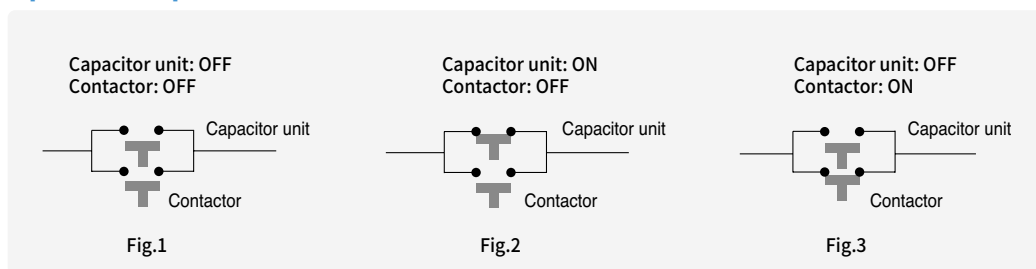 Capacitor unit: OFF
Contactor: OFF
Capacitor unit
Contactor
Fig.1
Capacitor unit: ON
Contactor: OFF
Capacitor unit
Contactor
Fig.2
Capacitor unit: OFF
Contactor: ON
Capacitor unit
Contactor
Fig.3